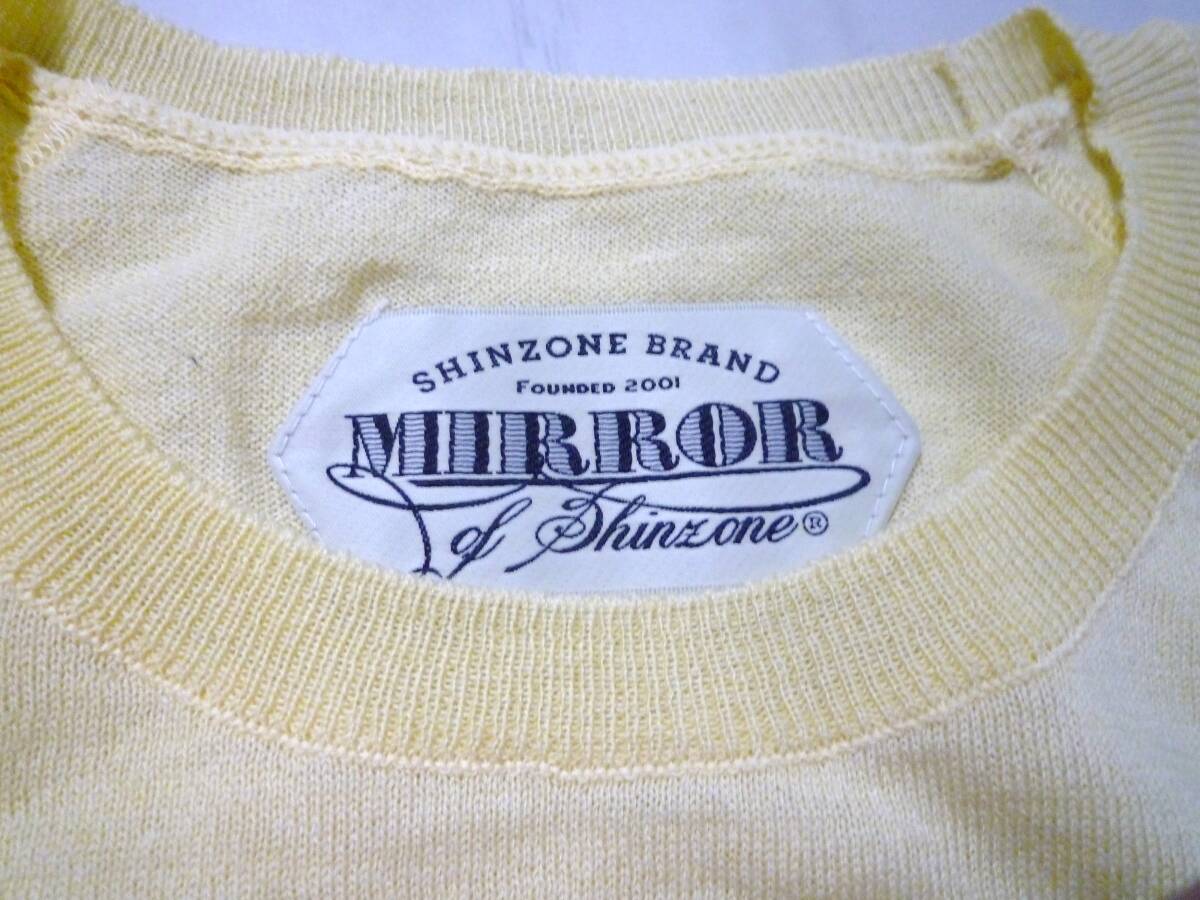 SHINZONE BRAND
FOUNDED 2001
MIRROR
of Shinzone®